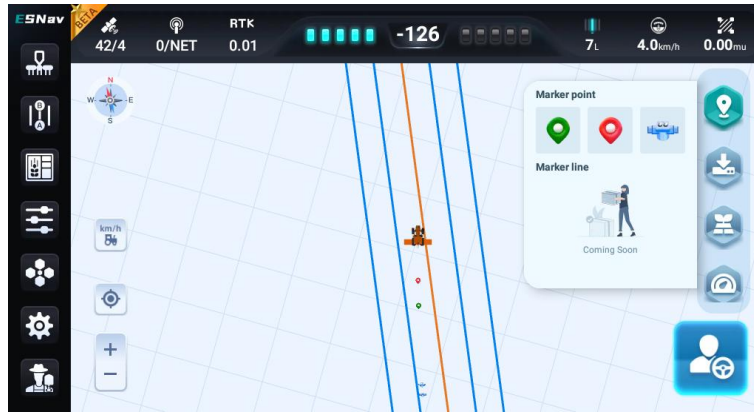 ESNav
BETA
42/4
0/NET
RTK
0.01
-126
7L
4.0km/h
0.00mu
B
A
N
W
E
S
km/h
+
−
Marker point
Marker line
Coming Soon